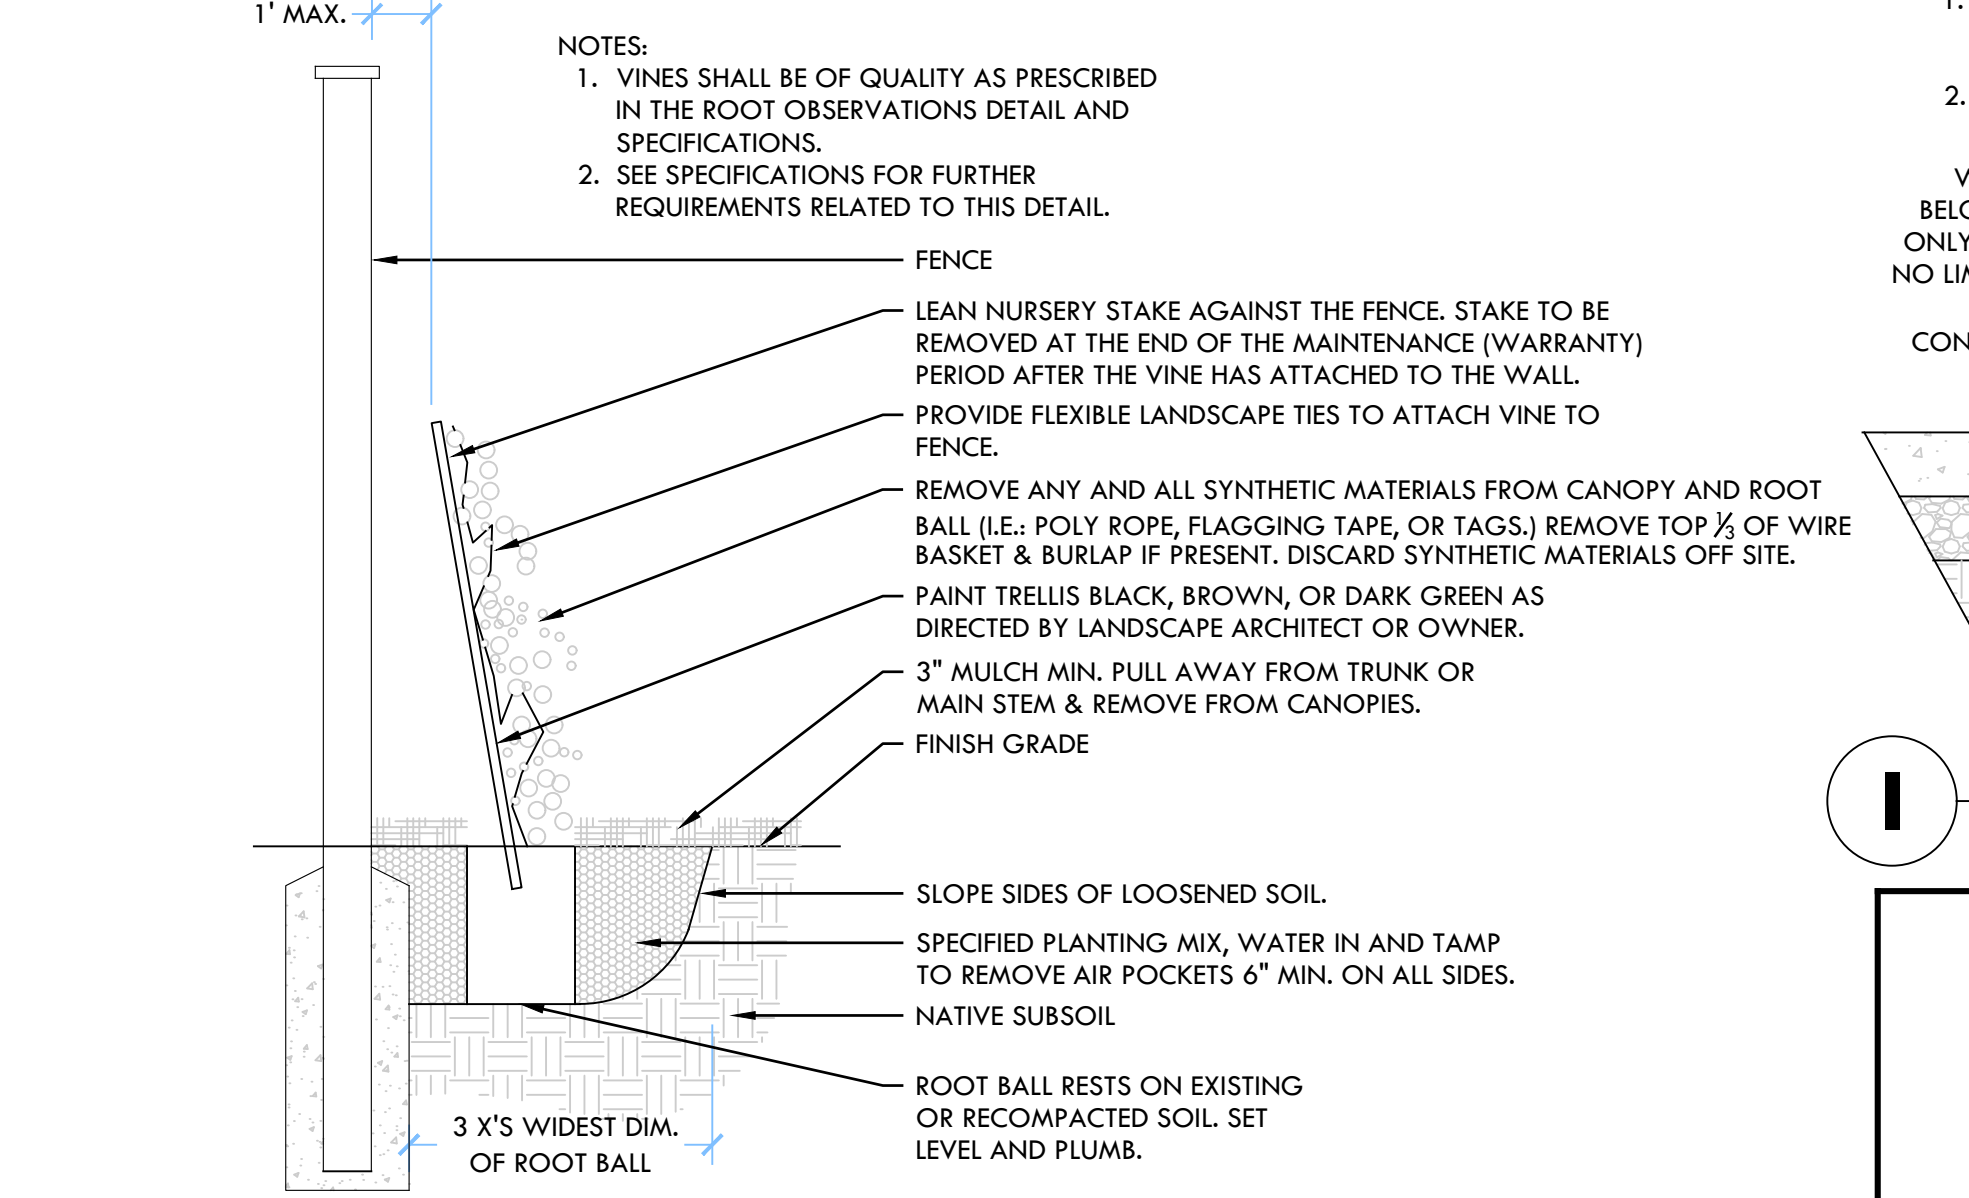 1' MAX.
NOTES:
1. VINES SHALL BE OF QUALITY AS PRESCRIBED
IN THE ROOT OBSERVATIONS DETAIL AND
SPECIFICATIONS.
2. SEE SPECIFICATIONS FOR FURTHER
REQUIREMENTS RELATED TO THIS DETAIL.
FENCE
LEAN NURSERY STAKE AGAINST THE FENCE. STAKE TO BE
REMOVED AT THE END OF THE MAINTENANCE (WARRANTY)
PERIOD AFTER THE VINE HAS ATTACHED TO THE WALL.
PROVIDE FLEXIBLE LANDSCAPE TIES TO ATTACH VINE TO
FENCE.
REMOVE ANY AND ALL SYNTHETIC MATERIALS FROM CANOPY AND ROOT
BALL (I.E.: POLY ROPE, FLAGGING TAPE, OR TAGS.) REMOVE TOP ⅓ OF WIRE
BASKET & BURLAP IF PRESENT. DISCARD SYNTHETIC MATERIALS OFF SITE.
PAINT TRELLIS BLACK, BROWN, OR DARK GREEN AS
DIRECTED BY LANDSCAPE ARCHITECT OR OWNER.
3" MULCH MIN. PULL AWAY FROM TRUNK OR
MAIN STEM & REMOVE FROM CANOPIES.
FINISH GRADE
SLOPE SIDES OF LOOSENED SOIL.
SPECIFIED PLANTING MIX, WATER IN AND TAMP
TO REMOVE AIR POCKETS 6" MIN. ON ALL SIDES.
NATIVE SUBSOIL
ROOT BALL RESTS ON EXISTING
OR RECOMPACTED SOIL. SET
LEVEL AND PLUMB.
3 X'S WIDEST DIM.
OF ROOT BALL
1.
2.
ONLY
I